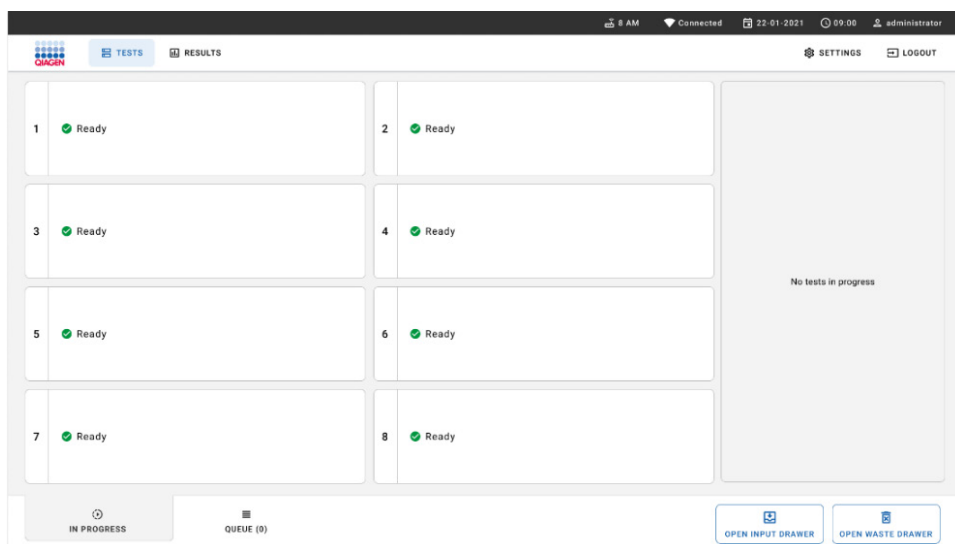 8 AM Connected 22-01-2021 09:00 administrator
QIAGEN TESTS RESULTS SETTINGS LOGOUT
1 Ready
2 Ready
3 Ready
4 Ready
No tests in progress
5 Ready
6 Ready
7 Ready
8 Ready
IN PROGRESS
QUEUE (0)
OPEN INPUT DRAWER
OPEN WASTE DRAWER